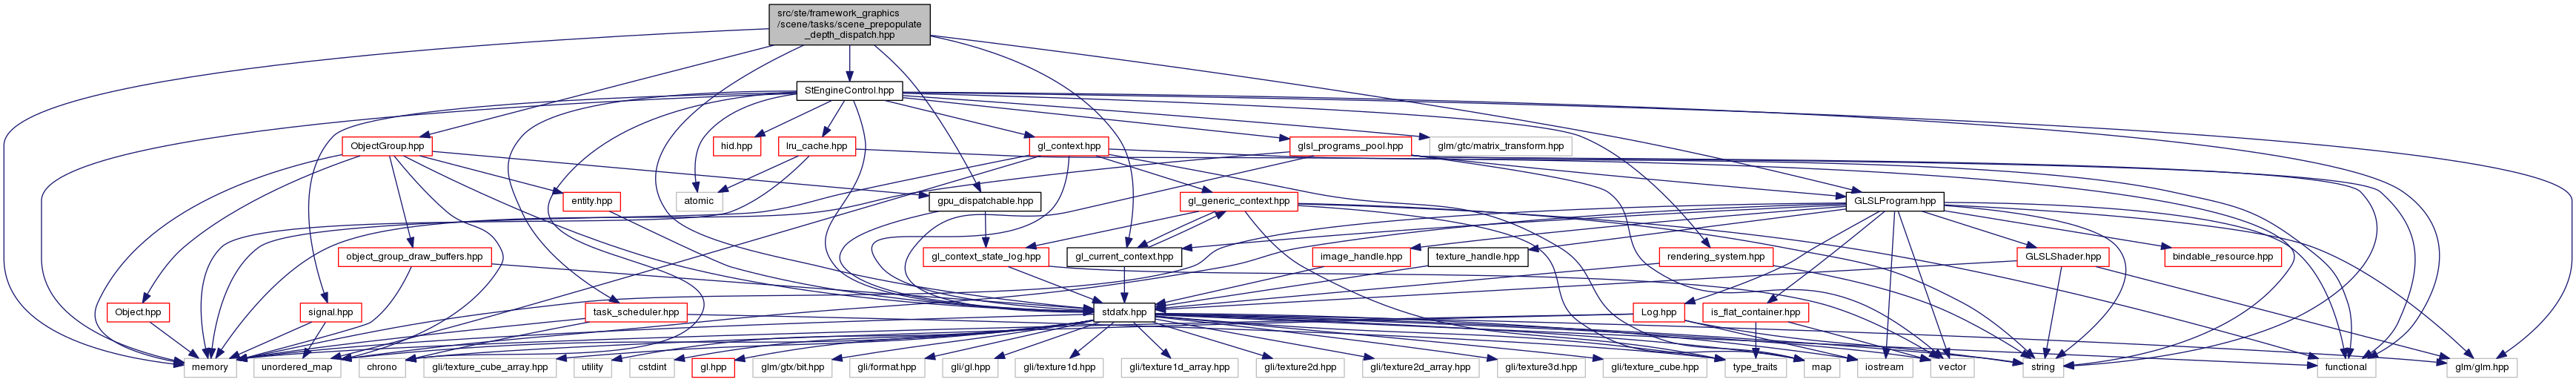 src/ste/framework_graphics
/scene/tasks/scene_prepopulate
_depth_dispatch.hpp
StEngineControl.hpp
ObjectGroup.hpp
hid.hpp
lru_cache.hpp
gl_context.hpp
glsl_programs_pool.hpp
glm/gtc/matrix_transform.hpp
entity.hpp
atomic
gpu_dispatchable.hpp
gl_generic_context.hpp
GLSLProgram.hpp
object_group_draw_buffers.hpp
gl_context_state_log.hpp
gl_current_context.hpp
image_handle.hpp
texture_handle.hpp
rendering_system.hpp
GLSLShader.hpp
bindable_resource.hpp
Object.hpp
signal.hpp
task_scheduler.hpp
stdafx.hpp
Log.hpp
is_flat_container.hpp
memory
unordered_map
chrono
gli/texture_cube_array.hpp
utility
cstdint
gl.hpp
glm/gtx/bit.hpp
gli/format.hpp
gli/gl.hpp
gli/texture1d.hpp
gli/texture1d_array.hpp
gli/texture2d.hpp
gli/texture2d_array.hpp
gli/texture3d.hpp
gli/texture_cube.hpp
type_traits
map
iostream
vector
string
functional
glm/glm.hpp